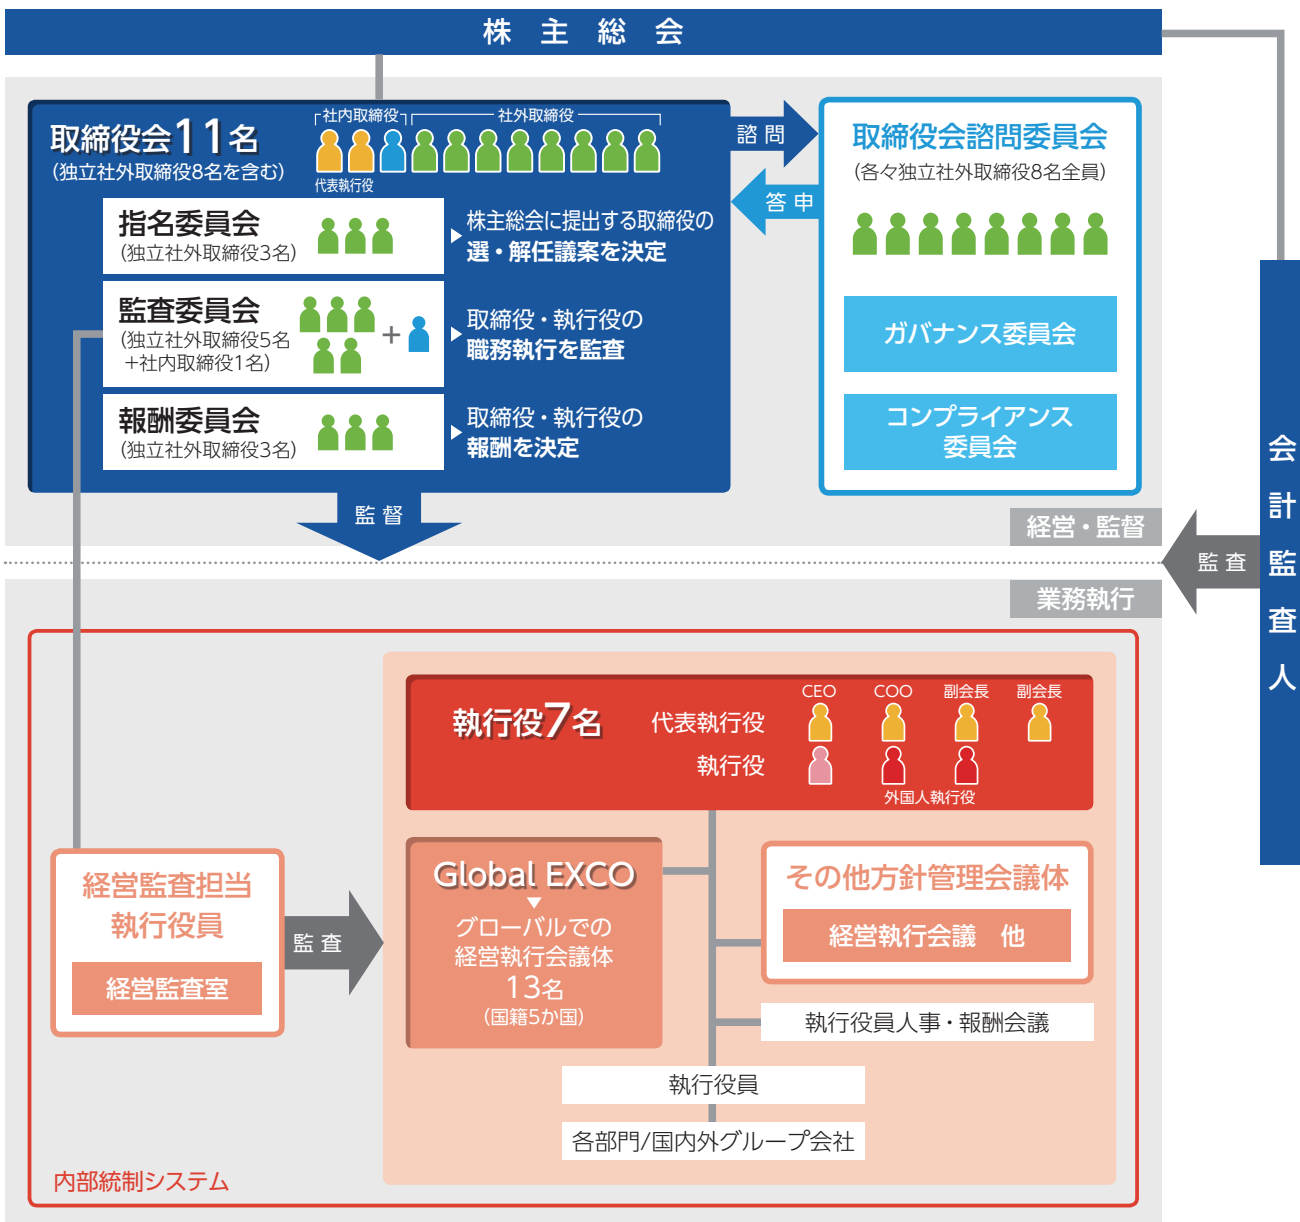 株主総会
取締役会11名
(独立社外取締役8名を含む)
社内取締役
社外取締役
代表執行役
指名委員会
(独立社外取締役3名)
株主総会に提出する取締役の
選・解任議案を決定
監査委員会
(独立社外取締役5名
+社内取締役1名)
+
取締役・執行役の
職務執行を監査
報酬委員会
(独立社外取締役3名)
取締役・執行役の
報酬を決定
諮問
答申
取締役会諮問委員会
(各々独立社外取締役8名全員)
ガバナンス委員会
コンプライアンス
委員会
監督
経営・監督
業務執行
監査
会計監査人
執行役7名
代表執行役
CEO
COO
副会長
副会長
執行役
外国人執行役
経営監査担当
執行役員
経営監査室
監査
Global EXCO
グローバルでの
経営執行会議体
13名
(国籍5か国)
その他方針管理会議体
経営執行会議 他
執行役員人事・報酬会議
執行役員
各部門/国内外グループ会社
内部統制システム